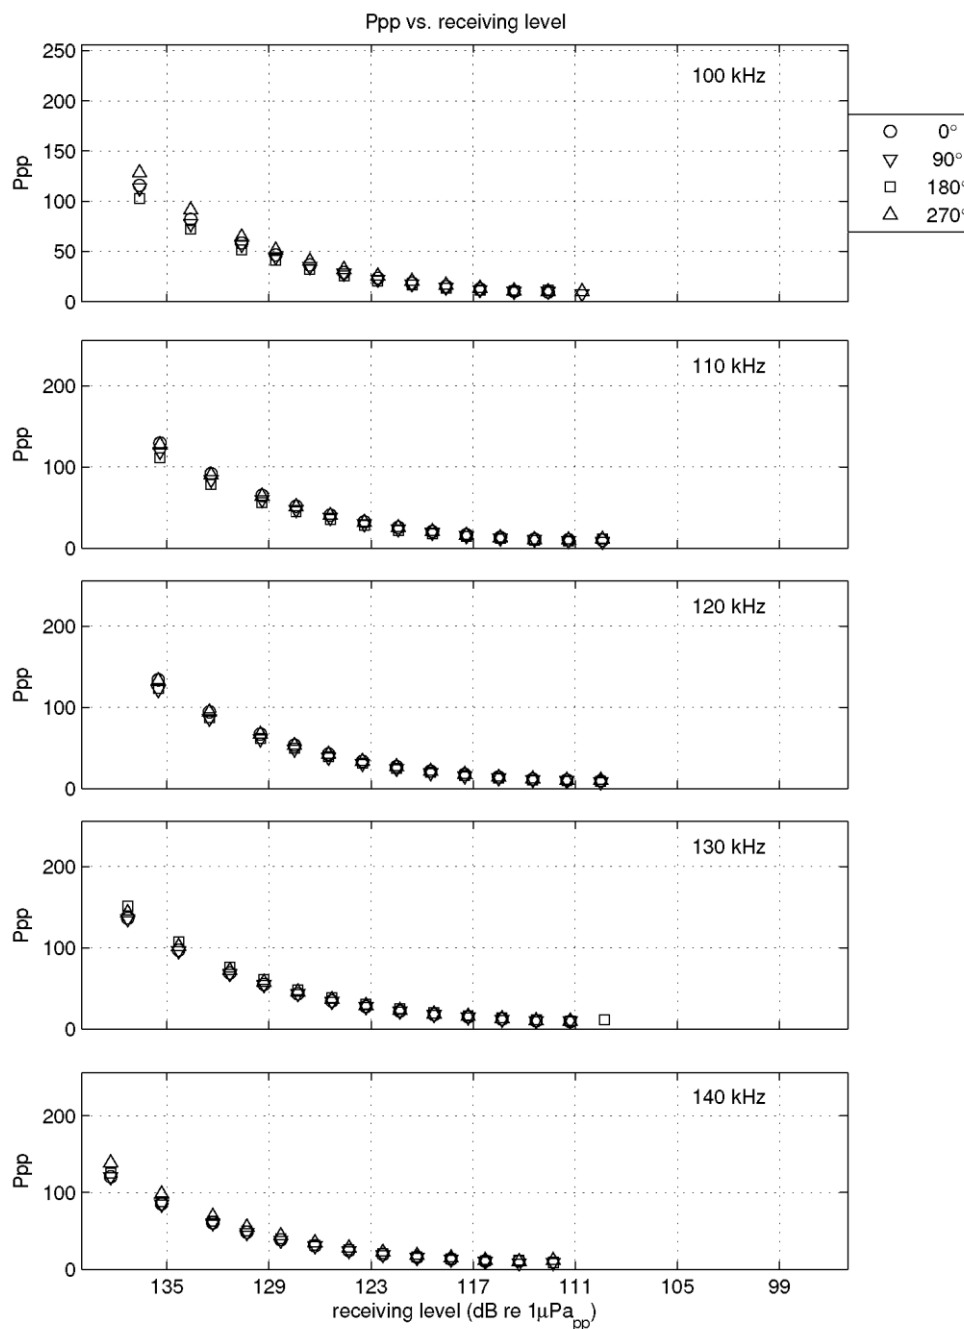 Ppp vs. receiving level
250
200
150
100
50
0
Ppp
100 kHz
0°
90°
180°
270°
200
100
0
Ppp
110 kHz
200
100
0
Ppp
120 kHz
200
100
0
Ppp
130 kHz
200
100
0
Ppp
140 kHz
135 129 123 117 111 105 99
receiving level (dB re 1μPa_pp)